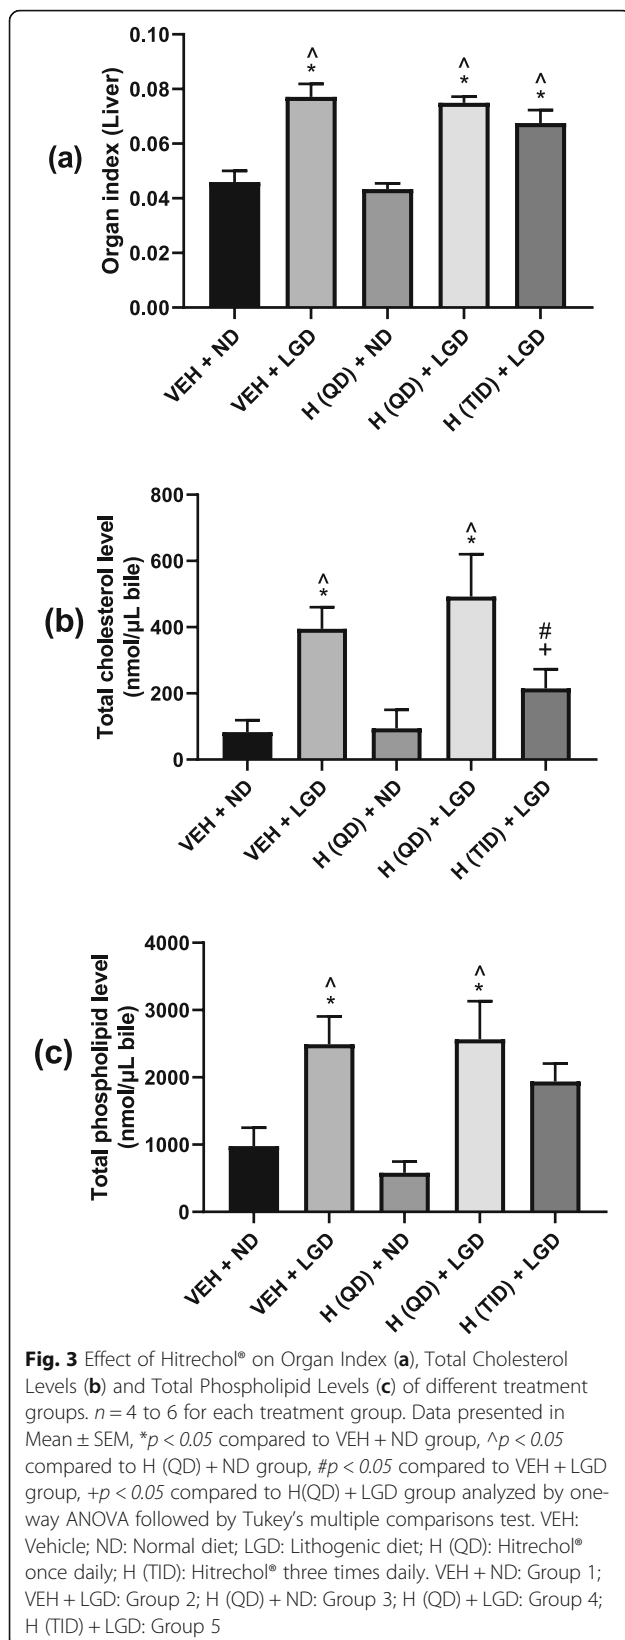 (a)
Organ index (Liver)
0.10
0.08
0.06
0.04
0.02
0.00
^
*
^
*
^
*
VEH + ND
VEH + LGD
H (QD) + ND
H (QD) + LGD
H (TID) + LGD
(b)
Total cholesterol level
(nmol/µL bile)
800
600
400
200
0
^
*
^
*
#
+
VEH + ND
VEH + LGD
H (QD) + ND
H (QD) + LGD
H (TID) + LGD
(c)
Total phospholipid level
(nmol/µL bile)
4000
3000
2000
1000
0
^
*
^
*
VEH + ND
VEH + LGD
H (QD) + ND
H (QD) + LGD
H (TID) + LGD
Fig. 3 Effect of Hitrechol® on Organ Index (a), Total Cholesterol
Levels (b) and Total Phospholipid Levels (c) of different treatment
groups. n = 4 to 6 for each treatment group. Data presented in
Mean ± SEM, *p < 0.05 compared to VEH + ND group, ^p < 0.05
compared to H (QD) + ND group, #p < 0.05 compared to VEH + LGD
group, +p < 0.05 compared to H(QD) + LGD group analyzed by one-
way ANOVA followed by Tukey's multiple comparisons test. VEH:
Vehicle; ND: Normal diet; LGD: Lithogenic diet; H (QD): Hitrechol®
once daily; H (TID): Hitrechol® three times daily. VEH + ND: Group 1;
VEH + LGD: Group 2; H (QD) + ND: Group 3; H (QD) + LGD: Group 4;
H (TID) + LGD: Group 5